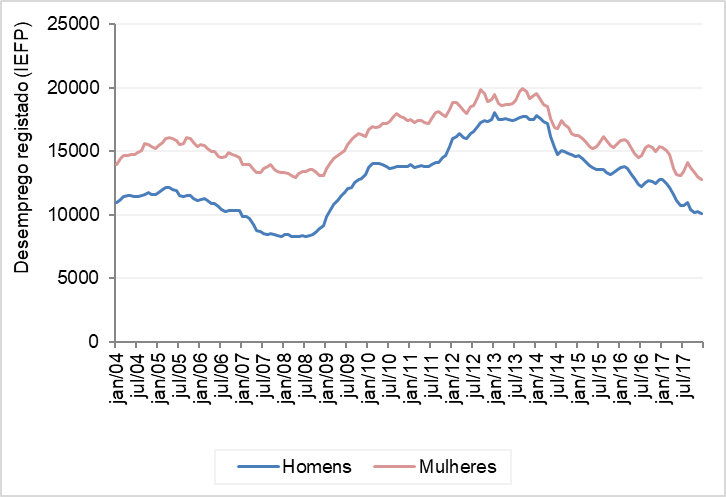 Desemprego registado (IEFP)
25000
20000
15000
10000
5000
0
jan/04
jul/04
jan/05
jul/05
jan/06
jul/06
jan/07
jul/07
jan/08
jul/08
jan/09
jul/09
jan/10
jul/10
jan/11
jul/11
jan/12
jul/12
jan/13
jul/13
jan/14
jul/14
jan/15
jul/15
jan/16
jul/16
jan/17
jul/17
Homens Mulheres